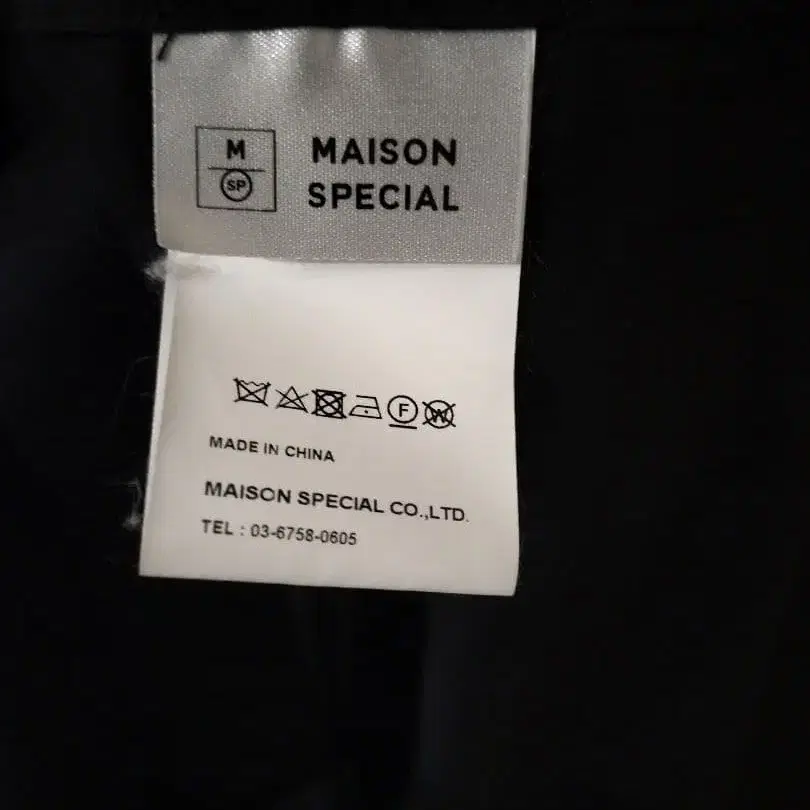 M
SP
MAISON
SPECIAL
F
W
MADE IN CHINA
MAISON SPECIAL CO.,LTD.
TEL : 03-6758-0605